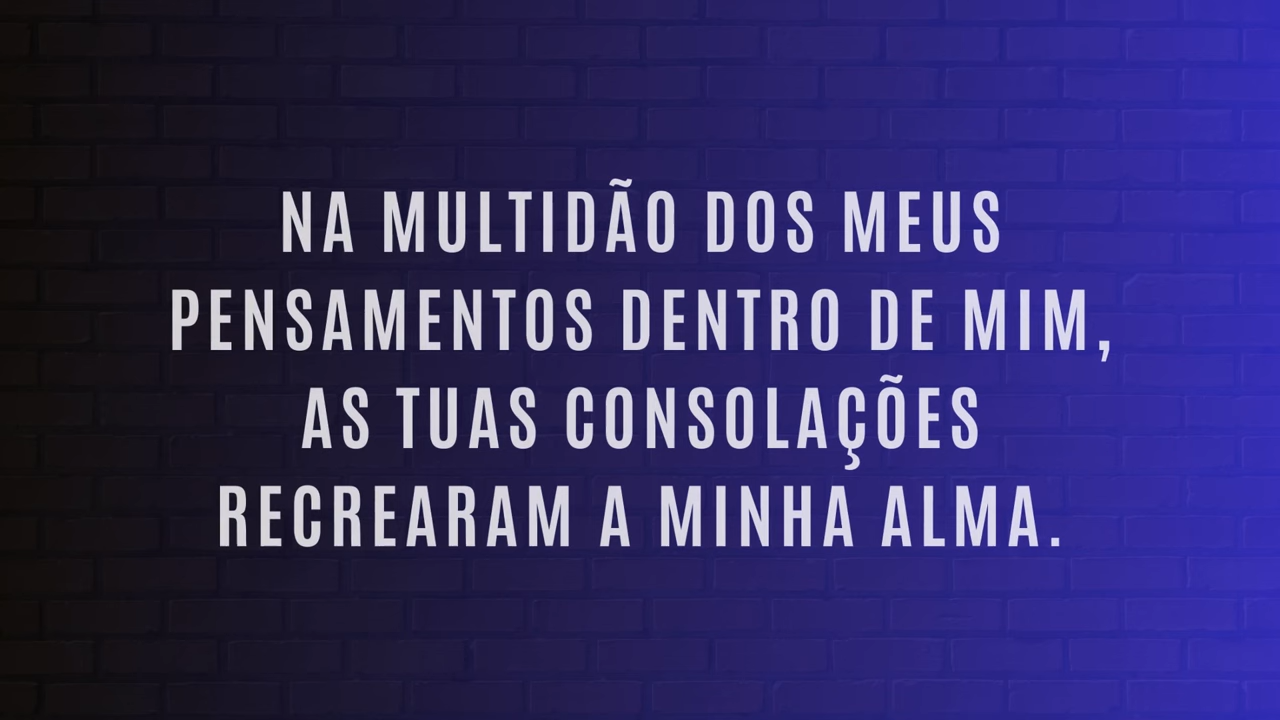 NA MULTIDÃO DOS MEUS
PENSAMENTOS DENTRO DE MIM,
AS TUAS CONSOLAÇÕES
RECREARAM A MINHA ALMA.